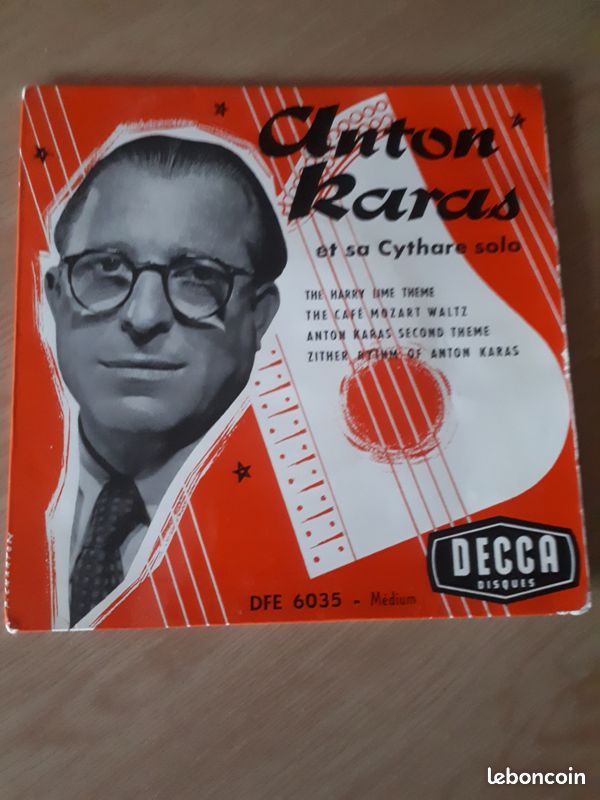 Anton
Karas
et sa Cythare solo
THE HARRY LIME THEME
THE CAFÉ MOZART WALTZ
ANTON KARAS SECOND THEME
ZITHER RYTHM OF ANTON KARAS
DECCA
DISQUES
DFE 6035 - Médium
leboncoin